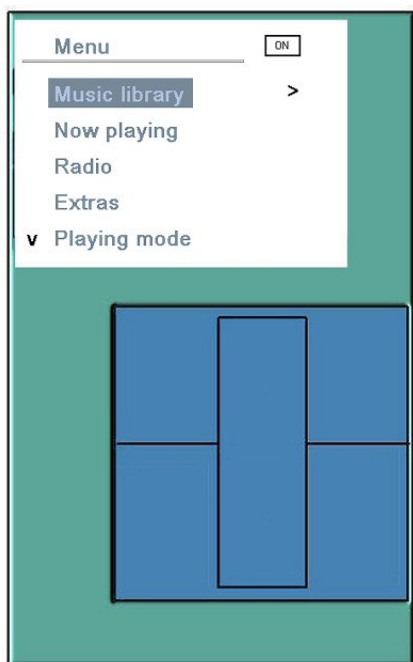 Menu ON
Music library >
Now playing
Radio
Extras
v Playing mode